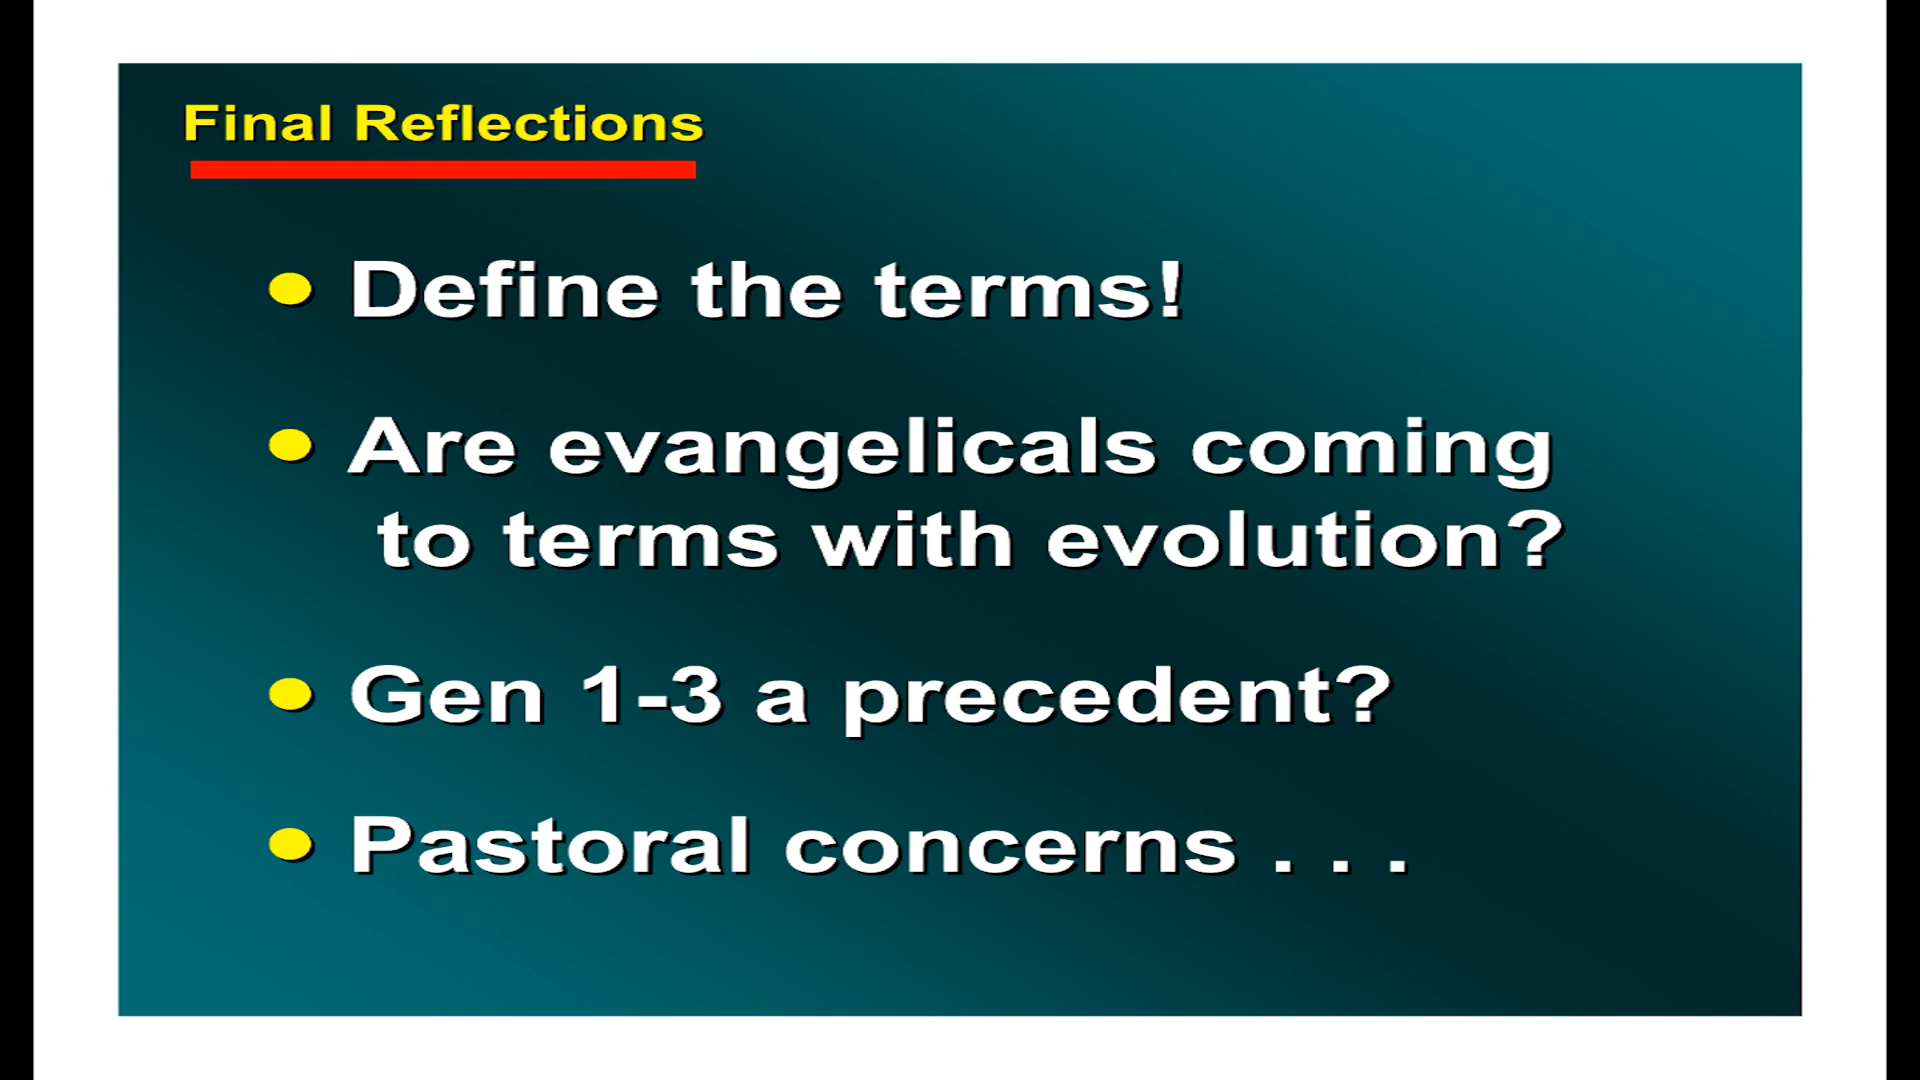 Final Reflections
Define the terms!
Are evangelicals coming
to terms with evolution?
Gen 1-3 a precedent?
Pastoral concerns . . .